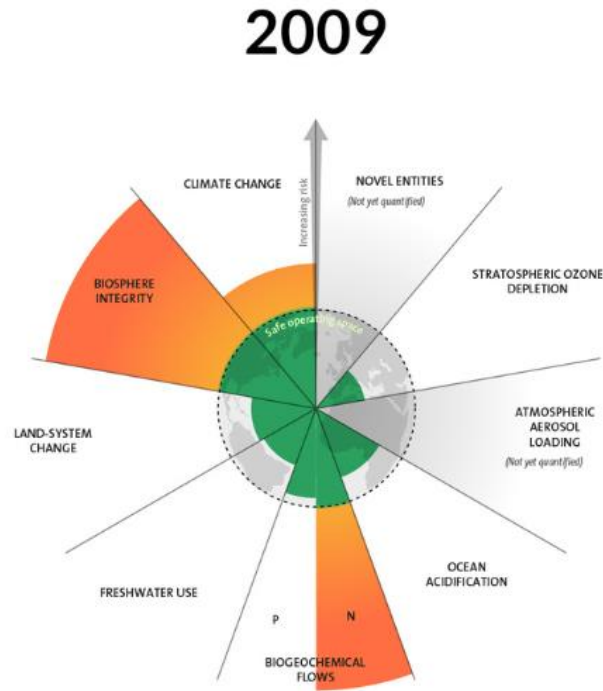 2009
CLIMATE CHANGE
NOVEL ENTITIES
(Not yet quantified)
Increasing risk
STRATOSPHERIC OZONE
DEPLETION
BIOSPHERE
INTEGRITY
Safe operating space
ATMOSPHERIC
AEROSOL
LOADING
(Not yet quantified)
LAND-SYSTEM
CHANGE
OCEAN
ACIDIFICATION
FRESHWATER USE
P
N
BIOGEOCHEMICAL
FLOWS